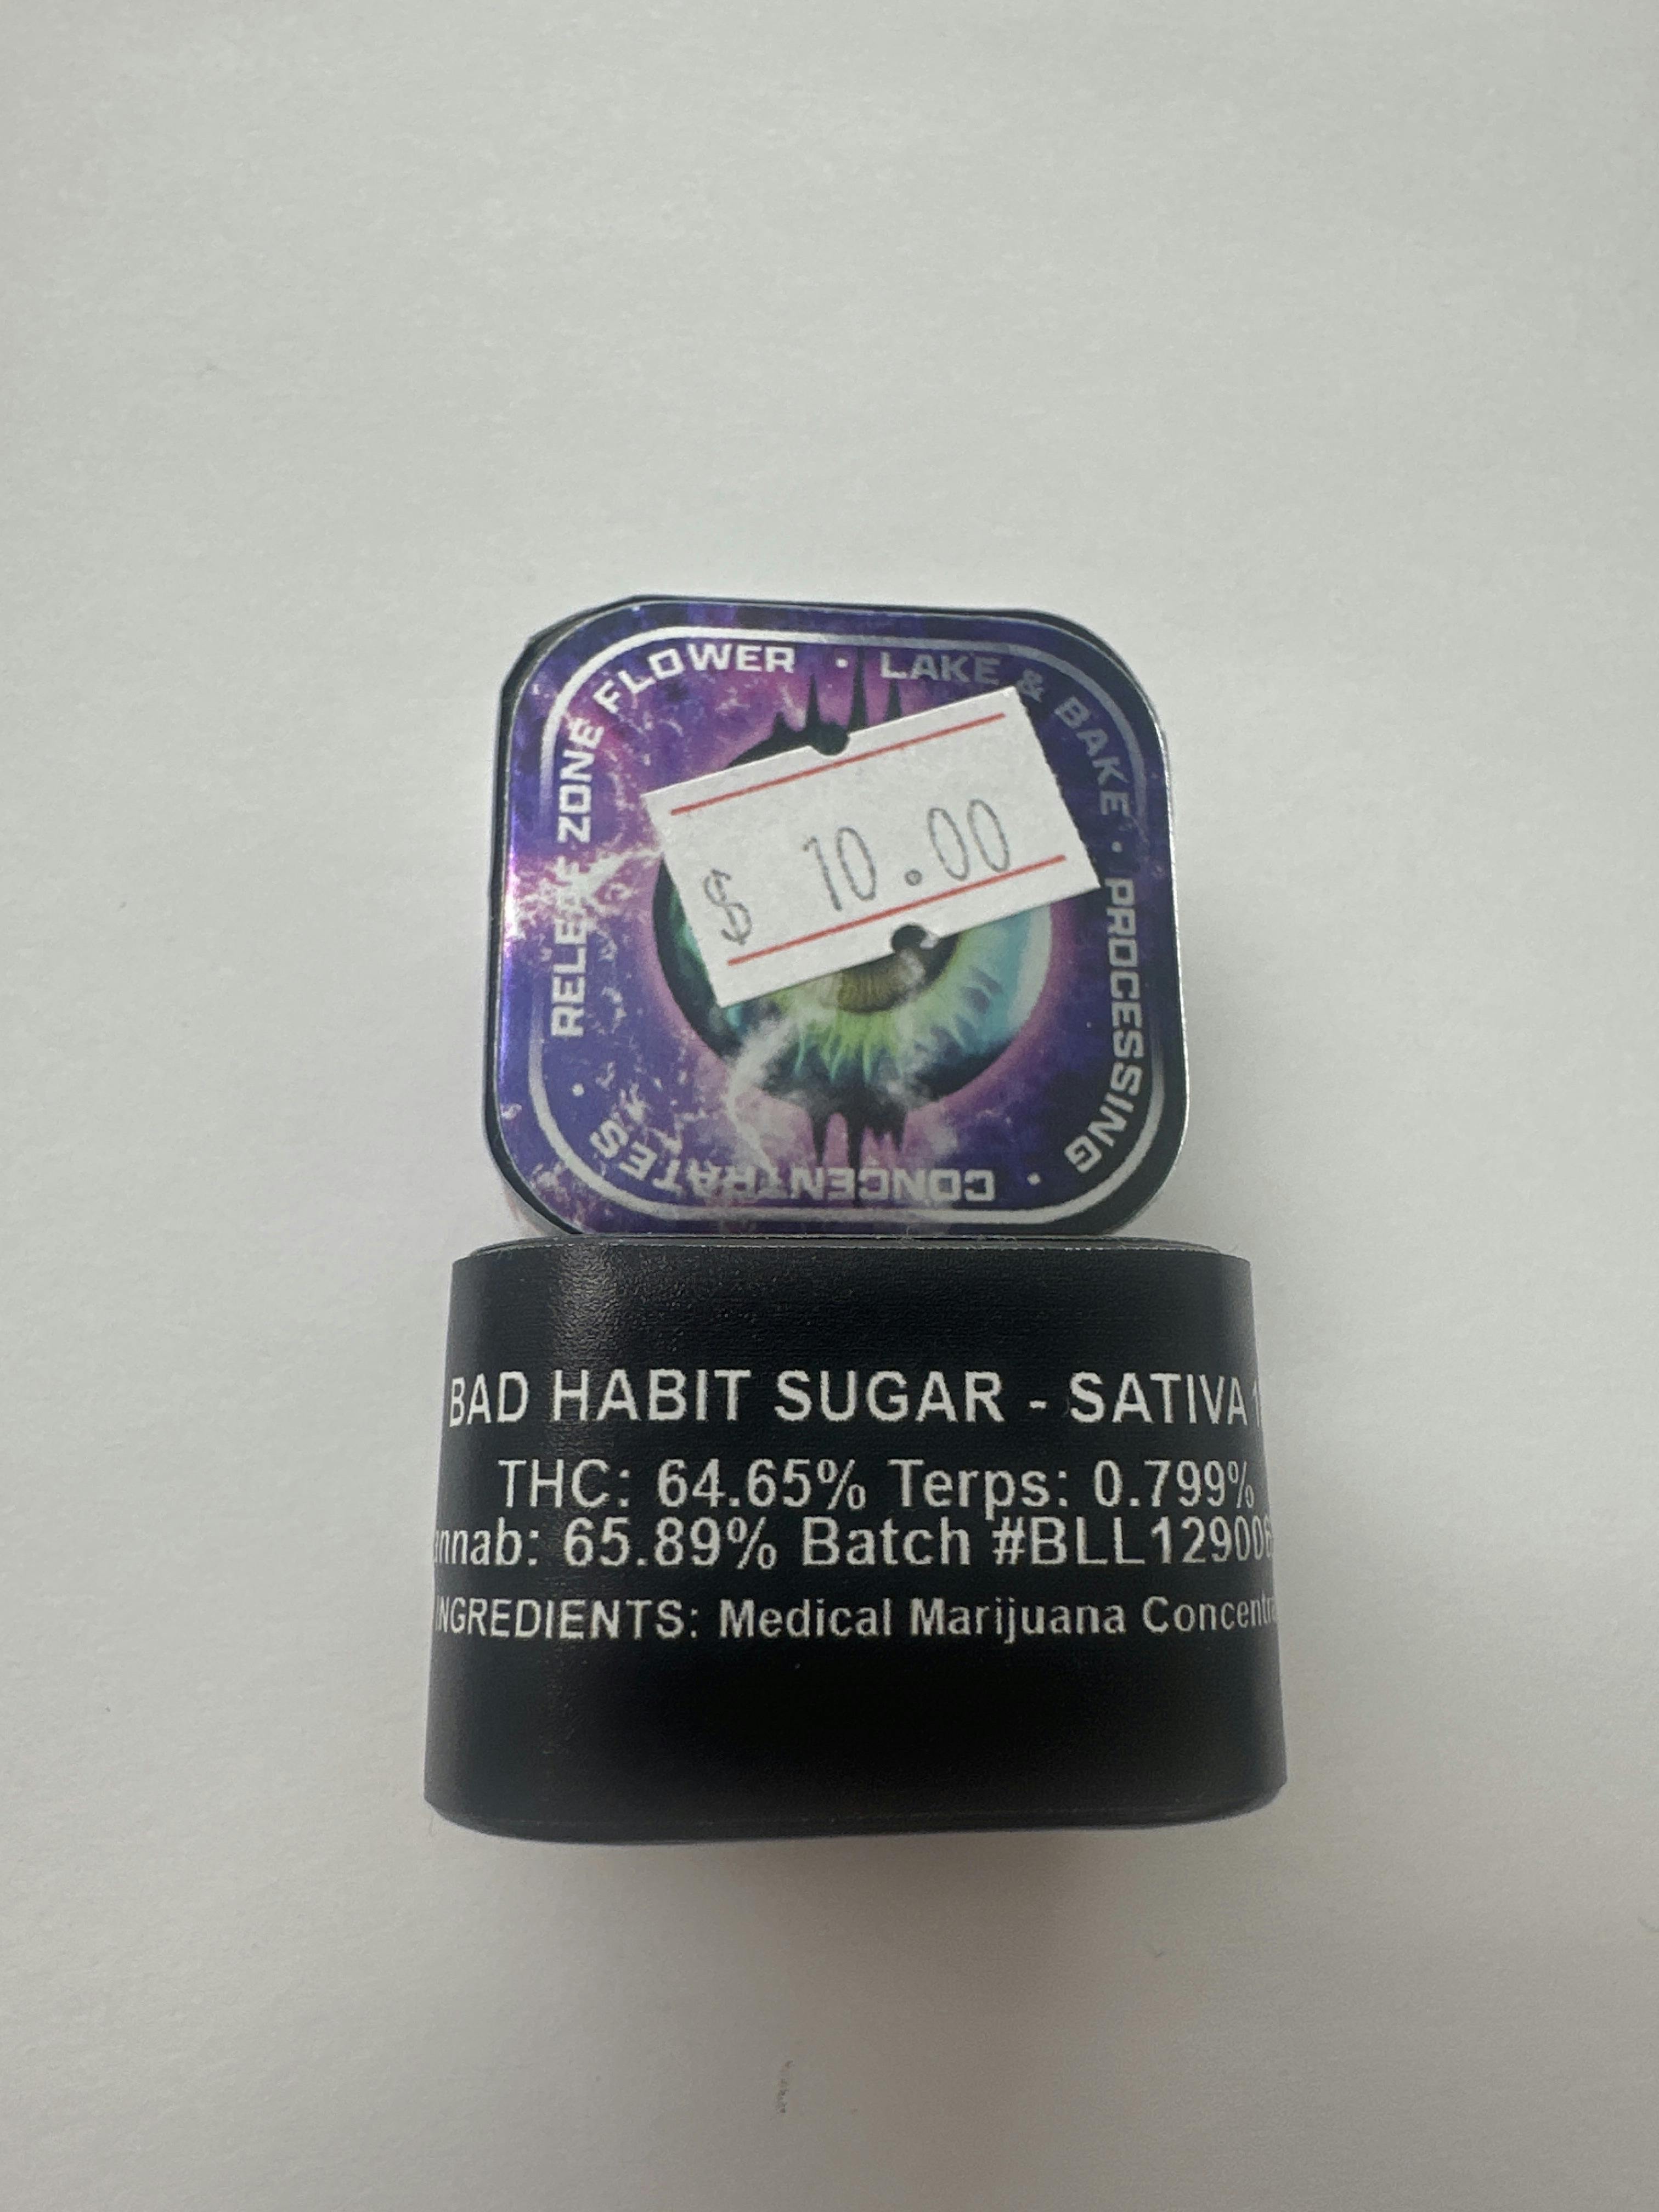 RELEAF ZONE FLOWER · LAKE & BAKE · PROCESSING · CONCENTRATES ·
$ 10.00
BAD HABIT SUGAR - SATIVA
THC: 64.65% Terps: 0.799%
65.89% Batch
INGREDIENTS: Medical Marijuana